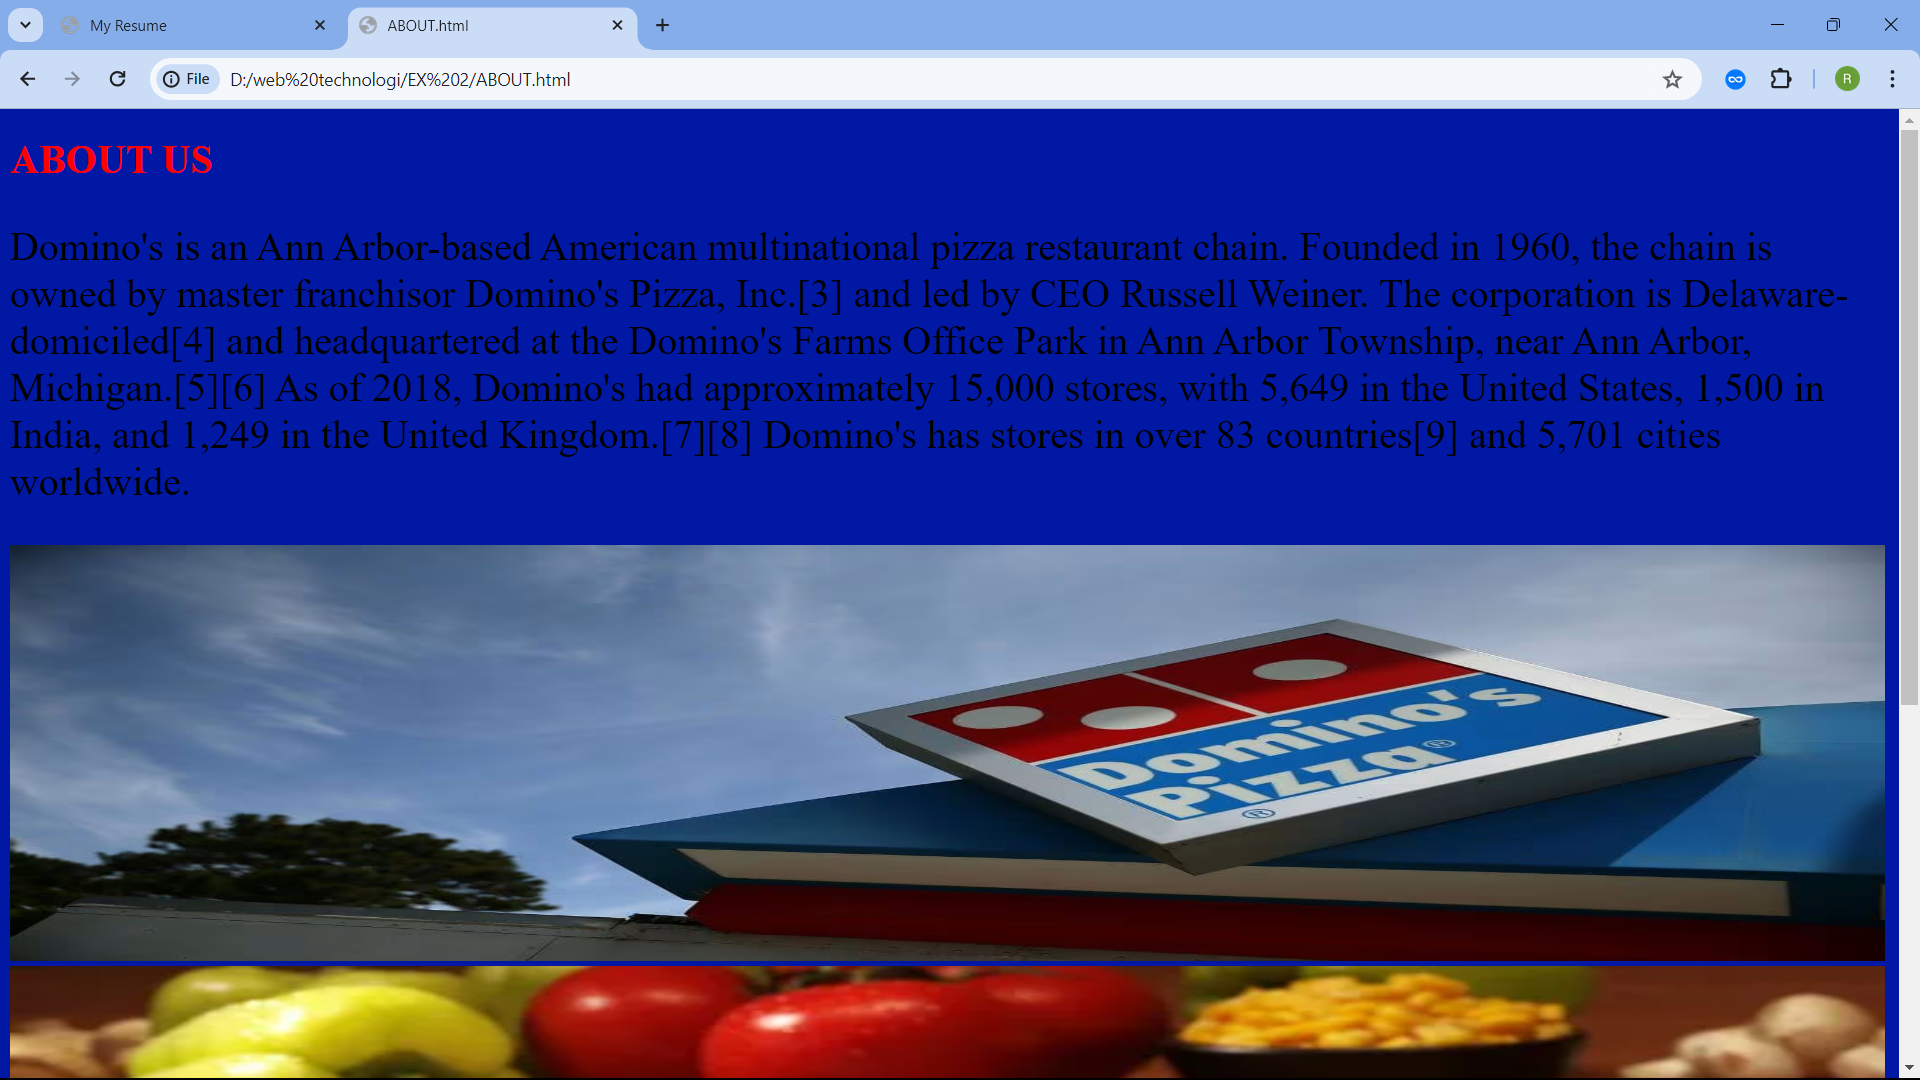 My Resume
ABOUT.html
File
D:/web%20technologi/EX%202/ABOUT.html
R
ABOUT US
Domino's is an Ann Arbor-based American multinational pizza restaurant chain. Founded in 1960, the chain is
owned by master franchisor Domino's Pizza, Inc.[3] and led by CEO Russell Weiner. The corporation is Delaware-
domiciled[4] and headquartered at the Domino's Farms Office Park in Ann Arbor Township, near Ann Arbor,
Michigan.[5][6] As of 2018, Domino's had approximately 15,000 stores, with 5,649 in the United States, 1,500 in
India, and 1,249 in the United Kingdom.[7][8] Domino's has stores in over 83 countries[9] and 5,701 cities
worldwide.
Domino's
Pizza®
®